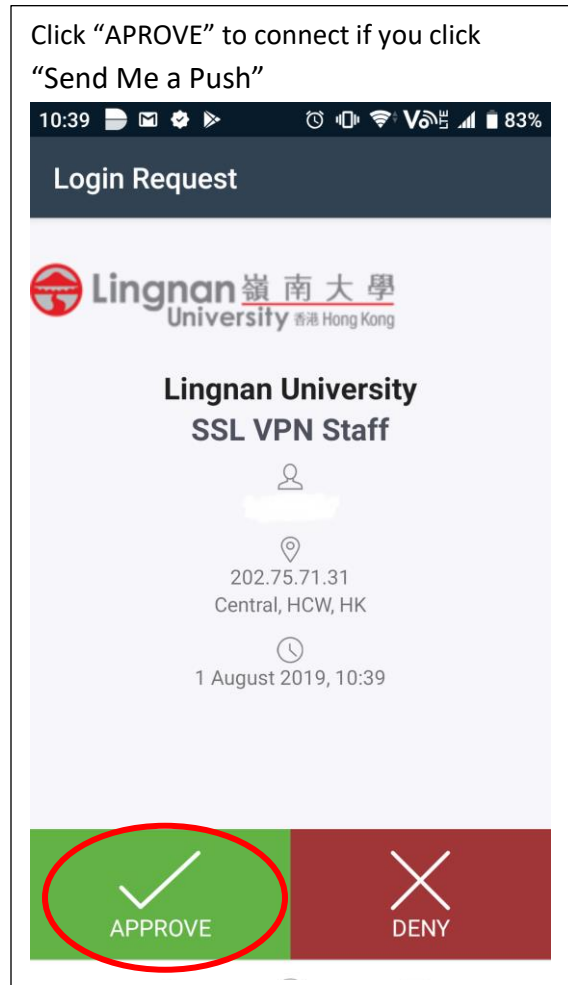 Click “APROVE” to connect if you click
“Send Me a Push”
10:39 83%
Login Request
Lingnan 嶺南大學
University 香港 Hong Kong
Lingnan University
SSL VPN Staff
202.75.71.31
Central, HCW, HK
1 August 2019, 10:39
APPROVE DENY